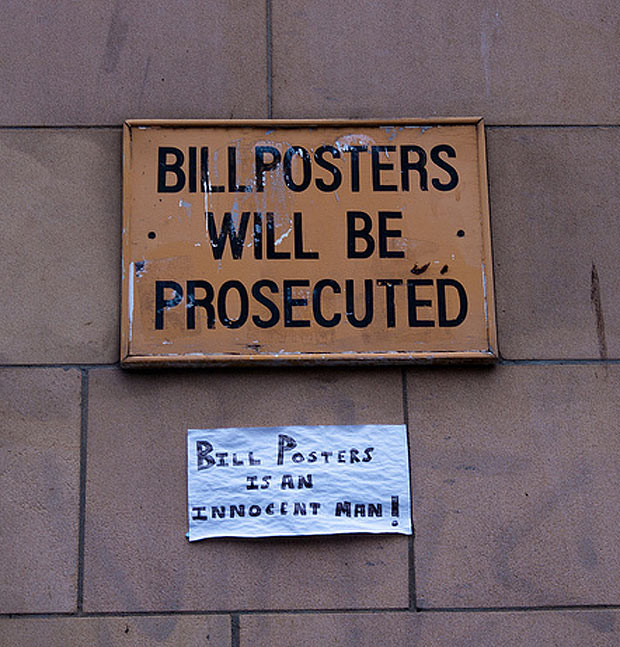 BILLPOSTERS
WILL BE
PROSECUTED
BILL POSTERS
IS AN
INNOCENT MAN!